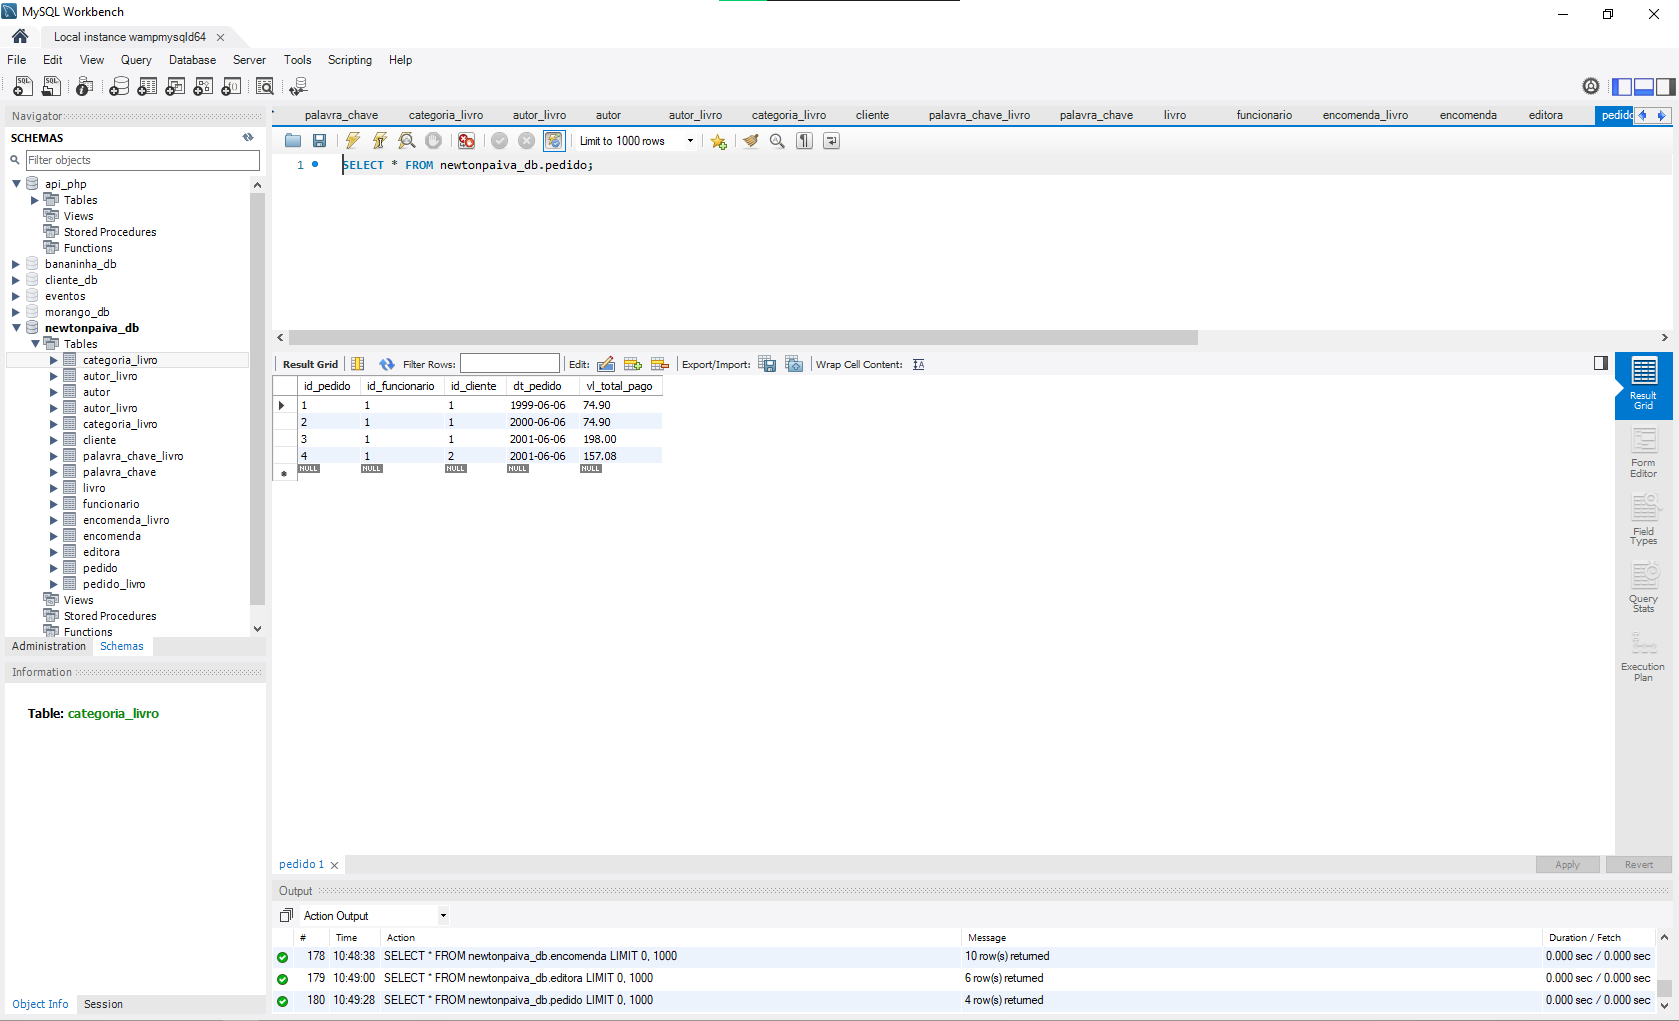 MySQL Workbench
Local instance wampmysqld64
File Edit View Query Database Server Tools Scripting Help
Navigator
SCHEMAS
Filter objects
api_php
Tables
Views
Stored Procedures
Functions
bananinha_db
cliente_db
eventos
morango_db
newtonpaiva_db
Tables
categoria_livro
autor_livro
autor
autor_livro
categoria_livro
cliente
palavra_chave_livro
palavra_chave
livro
funcionario
encomenda_livro
encomenda
editora
pedido
pedido_livro
Views
Stored Procedures
Functions
Administration Schemas
Information
Table: categoria_livro
Object Info Session
palavra_chave categoria_livro autor_livro autor autor_livro categoria_livro cliente palavra_chave_livro palavra_chave livro funcionario encomenda_livro encomenda editora pedido
Limit to 1000 rows
1 SELECT * FROM newtonpaiva_db.pedido;
Result Grid Filter Rows: Edit: Export/Import: Wrap Cell Content:
id_pedido id_funcionario id_cliente dt_pedido vl_total_pago
1 1 1 1999-06-06 74.90
2 1 1 2000-06-06 74.90
3 1 1 2001-06-06 198.00
4 1 2 2001-06-06 157.08
NULL NULL NULL NULL NULL
Result
Grid
Form
Editor
Field
Types
Query
Stats
Execution
Plan
pedido 1
Apply Revert
Output
Action Output
# Time Action Message Duration / Fetch
178 10:48:38 SELECT * FROM newtonpaiva_db.encomenda LIMIT 0, 1000 10 row(s) returned 0.000 sec / 0.000 sec
179 10:49:00 SELECT * FROM newtonpaiva_db.editora LIMIT 0, 1000 6 row(s) returned 0.000 sec / 0.000 sec
180 10:49:28 SELECT * FROM newtonpaiva_db.pedido LIMIT 0, 1000 4 row(s) returned 0.000 sec / 0.000 sec